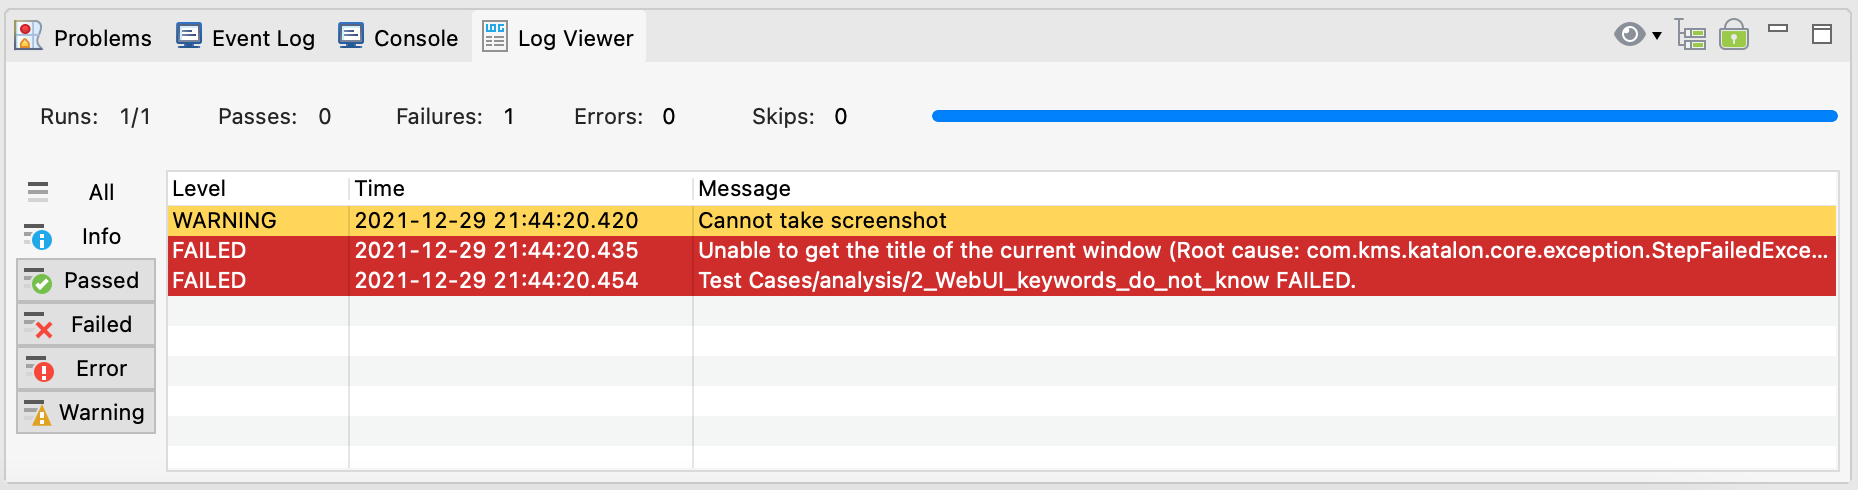 Problems Event Log Console Log Viewer
Runs: 1/1 Passes: 0 Failures: 1 Errors: 0 Skips: 0
All
Info
Passed
Failed
Error
Warning
Level Time Message
WARNING 2021-12-29 21:44:20.420 Cannot take screenshot
FAILED 2021-12-29 21:44:20.435 Unable to get the title of the current window (Root cause: com.kms.katalon.core.exception.StepFailedExce...
FAILED 2021-12-29 21:44:20.454 Test Cases/analysis/2_WebUI_keywords_do_not_know FAILED.